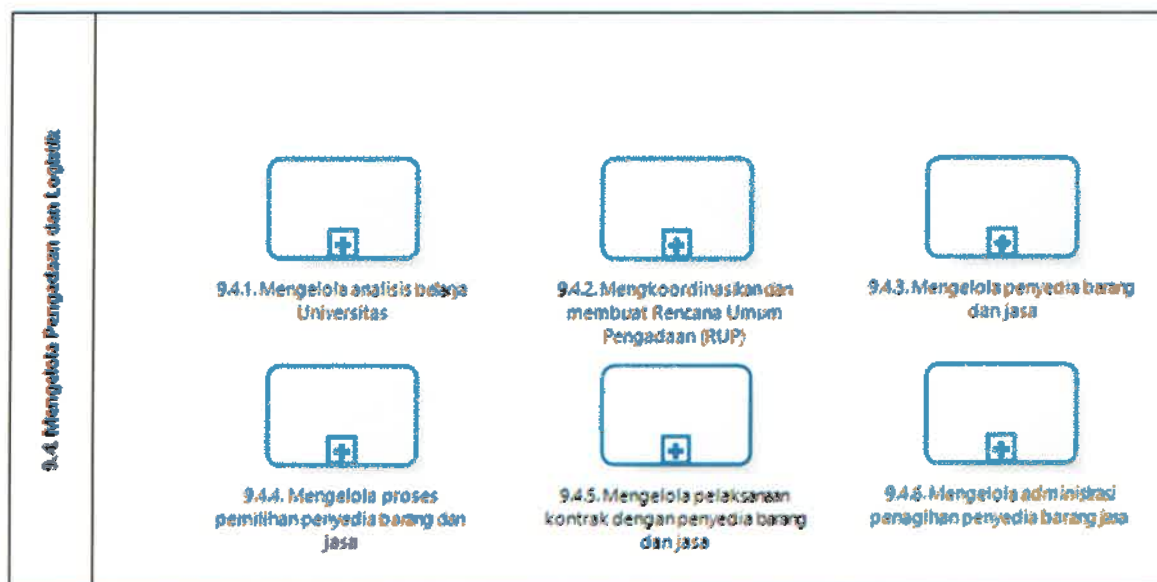 9.4. Mengelola Pengadaan dan Logistik
9.4.1. Mengelola analisis belanja
Universitas
9.4.2. Mengkoordinasikan dan
membuat Rencana Umum
Pengadaan (RUP)
9.4.3. Mengelola penyedia barang
dan jasa
9.4.4. Mengelola proses
pemilihan penyedia barang dan
jasa
9.4.5. Mengelola pelaksanaan
kontrak dengan penyedia barang
dan jasa
9.4.6. Mengelola administrasi
penagihan penyedia barang jasa